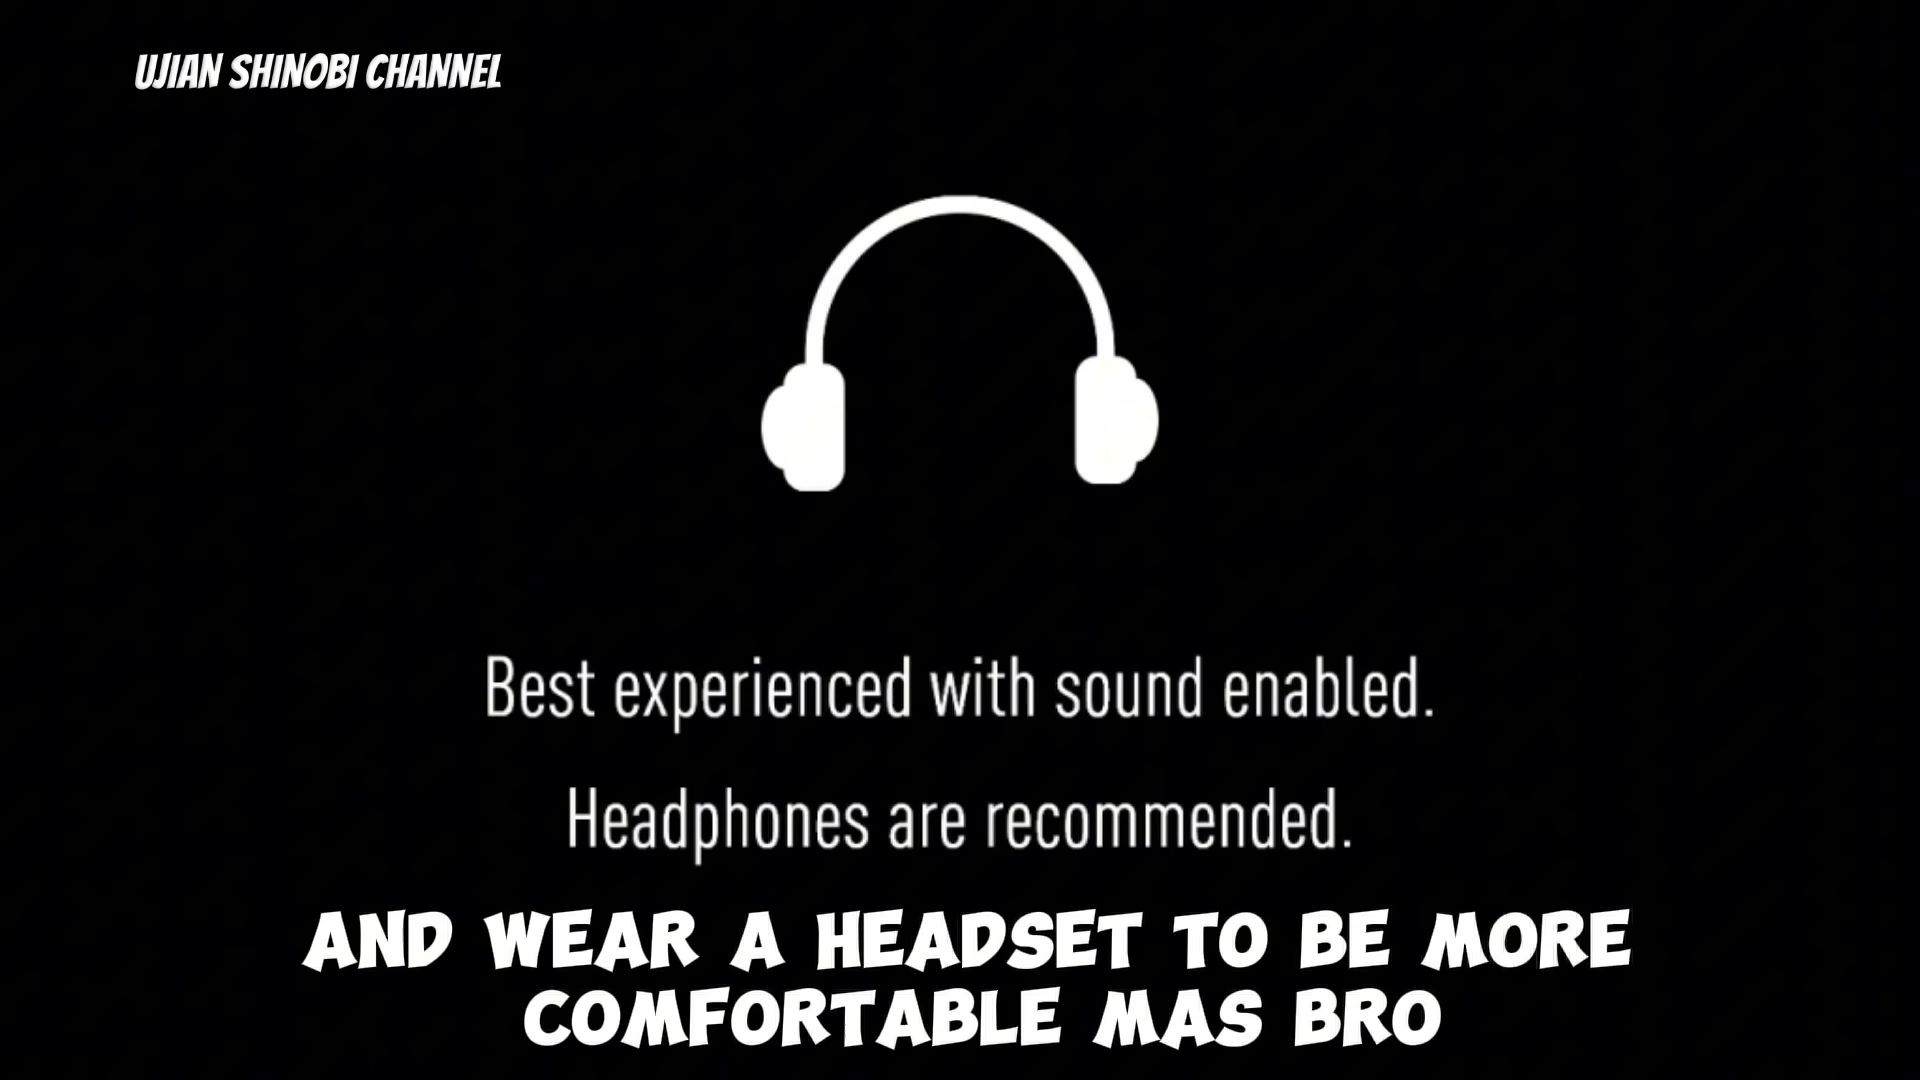 UJIAN SHINOBI CHANNEL
Best experienced with sound enabled.
Headphones are recommended.
AND WEAR A HEADSET TO BE MORE
COMFORTABLE MAS BRO